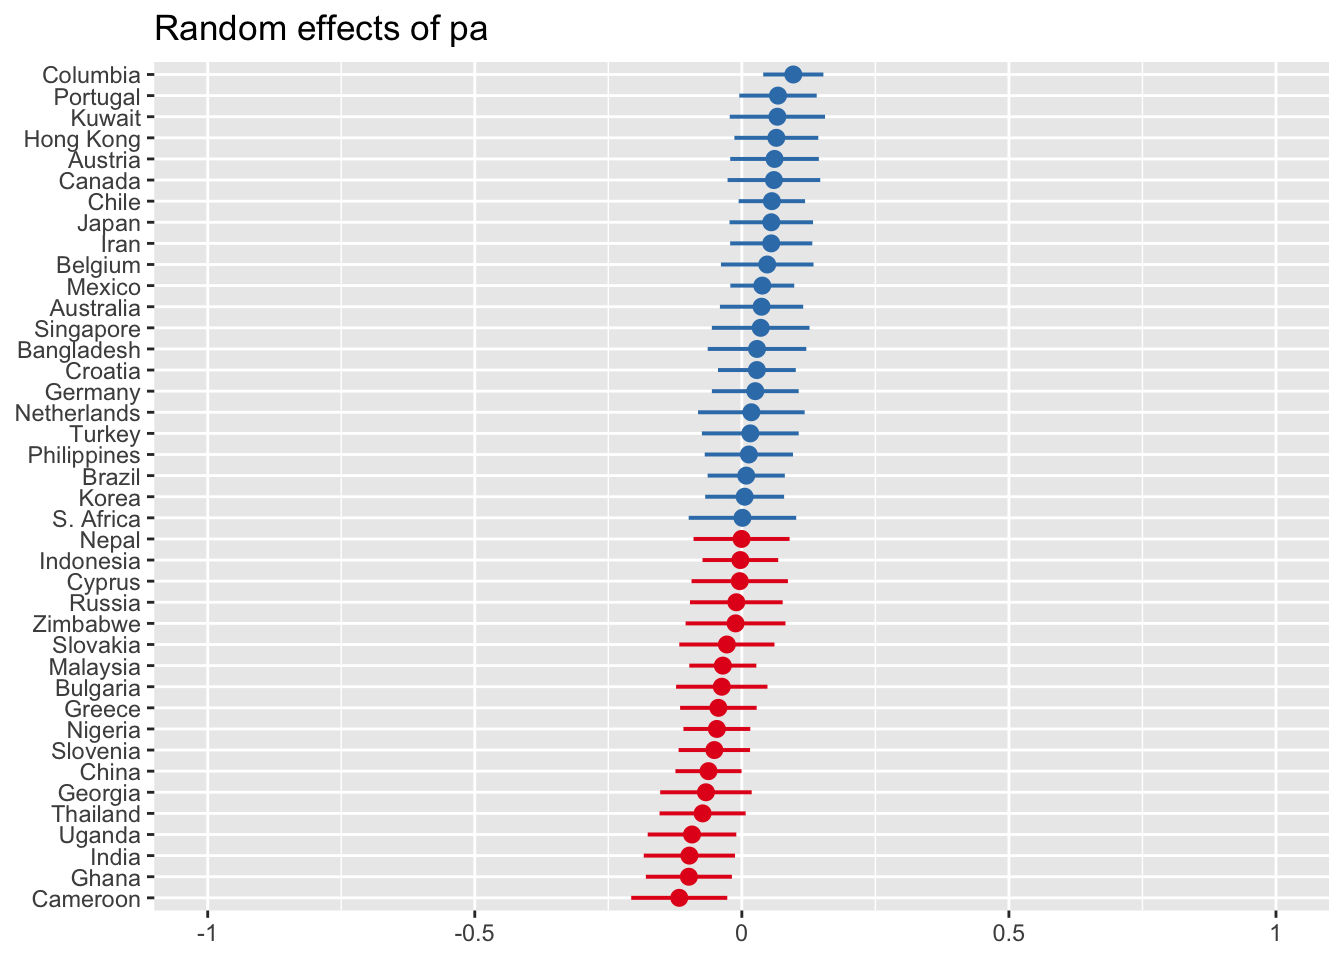 Random effects of pa
Columbia
Portugal
Kuwait
Hong Kong
Austria
Canada
Chile
Japan
Iran
Belgium
Mexico
Australia
Singapore
Bangladesh
Croatia
Germany
Netherlands
Turkey
Philippines
Brazil
Korea
S. Africa
Nepal
Indonesia
Cyprus
Russia
Zimbabwe
Slovakia
Malaysia
Bulgaria
Greece
Nigeria
Slovenia
China
Georgia
Thailand
Uganda
India
Ghana
Cameroon
-1 -0.5 0 0.5 1